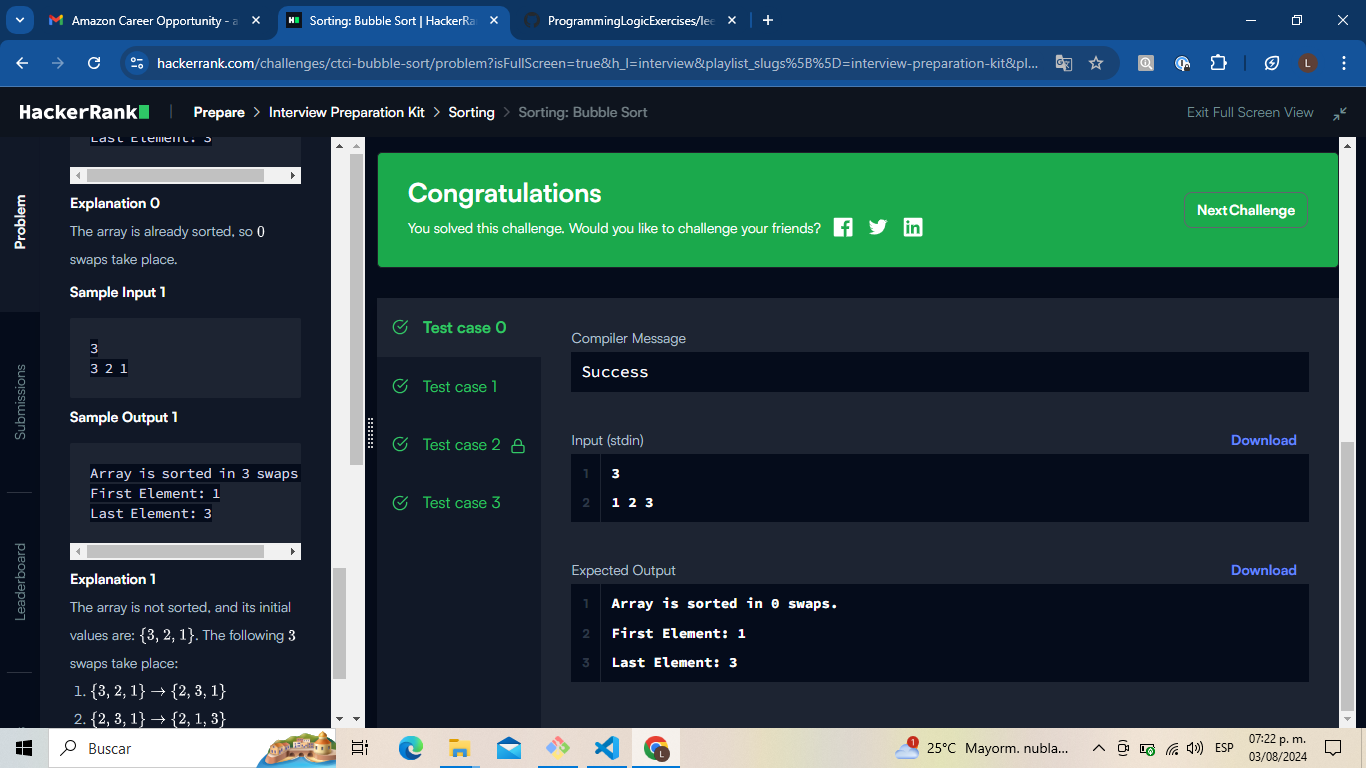 Amazon Career Opportunity - a
Sorting: Bubble Sort | HackerRa
ProgrammingLogicExercises/lee
hackerrank.com/challenges/ctci-bubble-sort/problem?isFullScreen=true&h_l=interview&playlist_slugs%5B%5D=interview-preparation-kit&pl...
L
HackerRank
Prepare > Interview Preparation Kit > Sorting > Sorting: Bubble Sort
Exit Full Screen View
Problem
Submissions
Leaderboard
Last Element: 3
Explanation 0
The array is already sorted, so 0
swaps take place.
Sample Input 1
3
3 2 1
Sample Output 1
Array is sorted in 3 swaps
First Element: 1
Last Element: 3
Explanation 1
The array is not sorted, and its initial
values are: {3, 2, 1}. The following 3
swaps take place:
1. {3, 2, 1} → {2, 3, 1}
2. {2, 3, 1} → {2, 1, 3}
Congratulations
You solved this challenge. Would you like to challenge your friends?
Next Challenge
Test case 0
Test case 1
Test case 2
Test case 3
Compiler Message
Success
Input (stdin)
Download
1 3
2 1 2 3
Expected Output
Download
1 Array is sorted in 0 swaps.
2 First Element: 1
3 Last Element: 3
Buscar
L
1
25°C Mayorm. nubla...
ESP
07:22 p. m.
03/08/2024